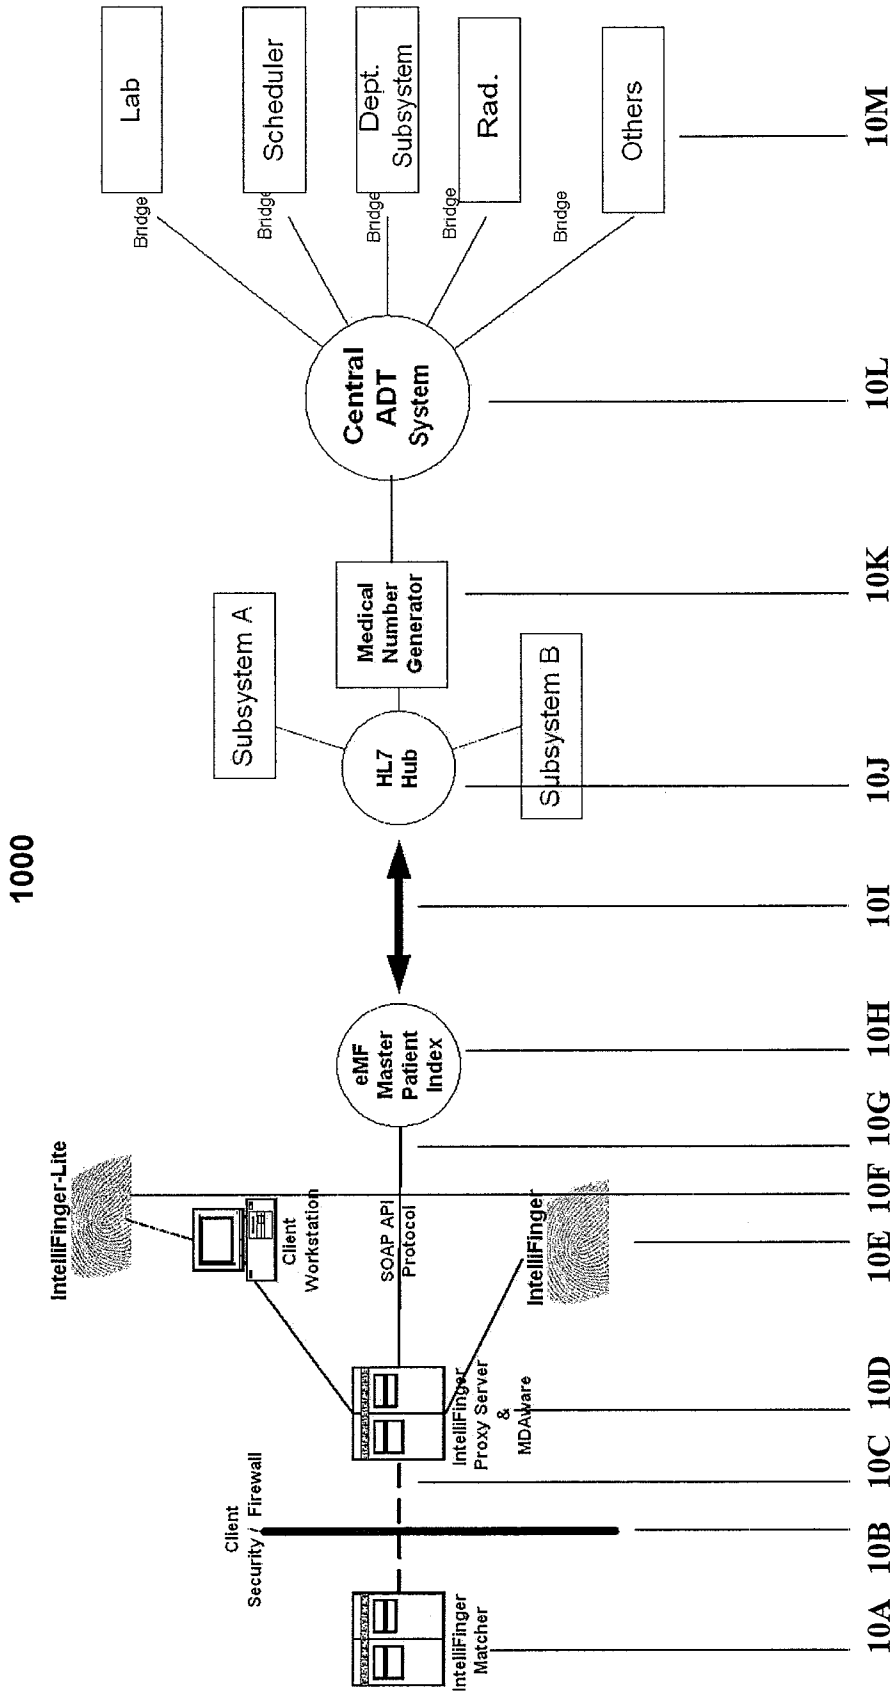 1000
IntelliFinger
Matcher
Client
Security / Firewall
IntelliFinger
Proxy Server
&
MDAware
IntelliFinger-Lite
Client
Workstation
SOAP API
Protocol
IntelliFinger
eMF
Master
Patient
Index
HL7
Hub
Subsystem A
Subsystem B
Medical
Number
Generator
Central
ADT
System
Bridge
Bridge
Bridge
Bridge
Bridge
Lab
Scheduler
Dept.
Subsystem
Rad.
Others
10A
10B
10C
10D
10E
10F
10G
10H
10I
10J
10K
10L
10M